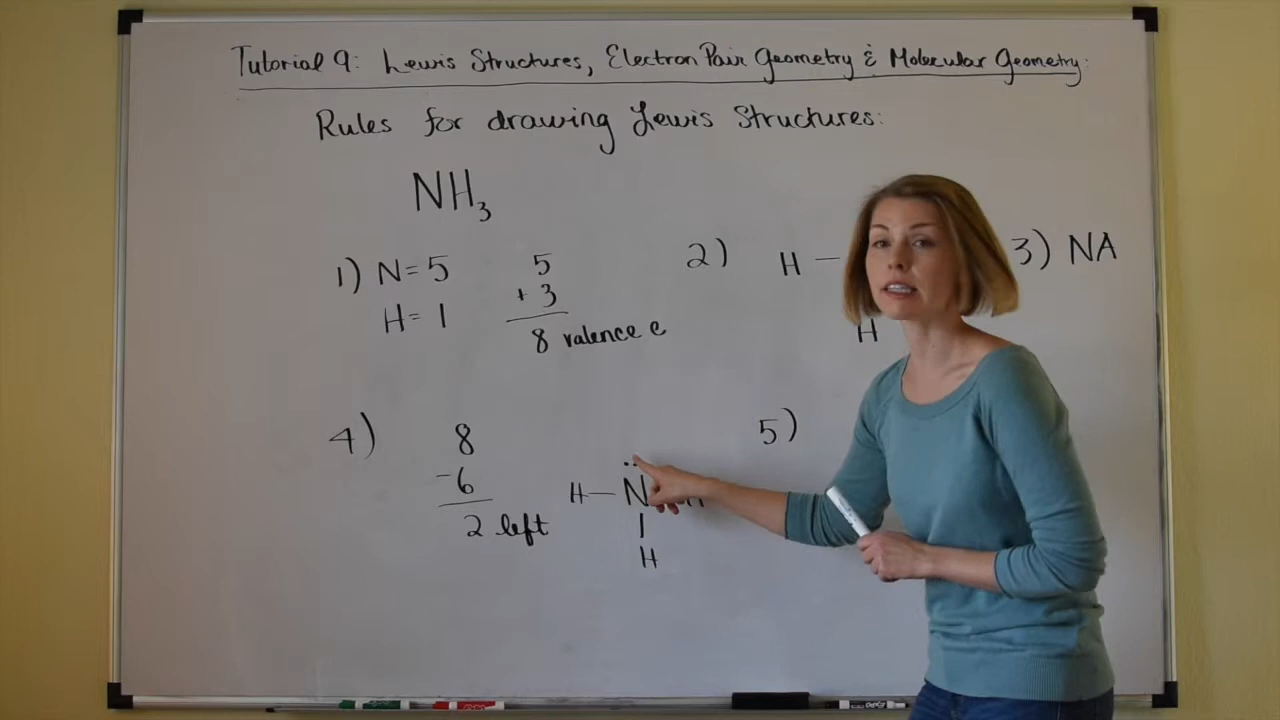 Tutorial 9: Lewis Structures, Electron Pair Geometry & Molecular Geometry:
Rules for drawing Lewis Structures:
NH₃
1) N = 5
H = 1
5
+ 3
8 valence e
2) H —
H
3) NA
4) 8
- 6
2 left
H — N
H
5)